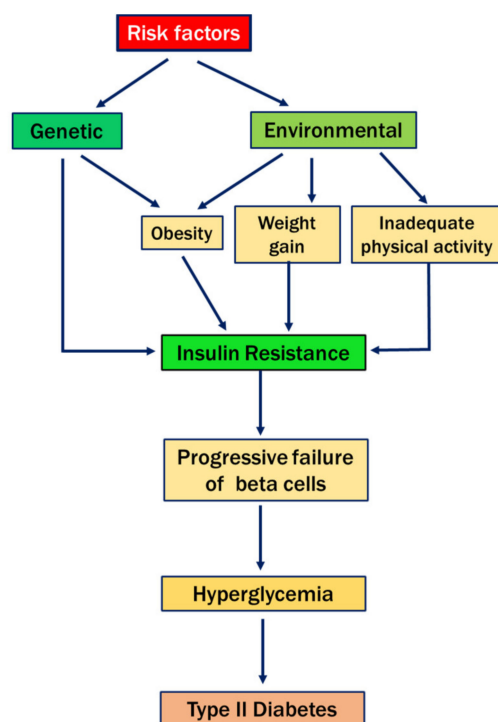 Risk factors
Genetic
Environmental
Obesity
Weight
gain
Inadequate
physical activity
Insulin Resistance
Progressive failure
of beta cells
Hyperglycemia
Type II Diabetes